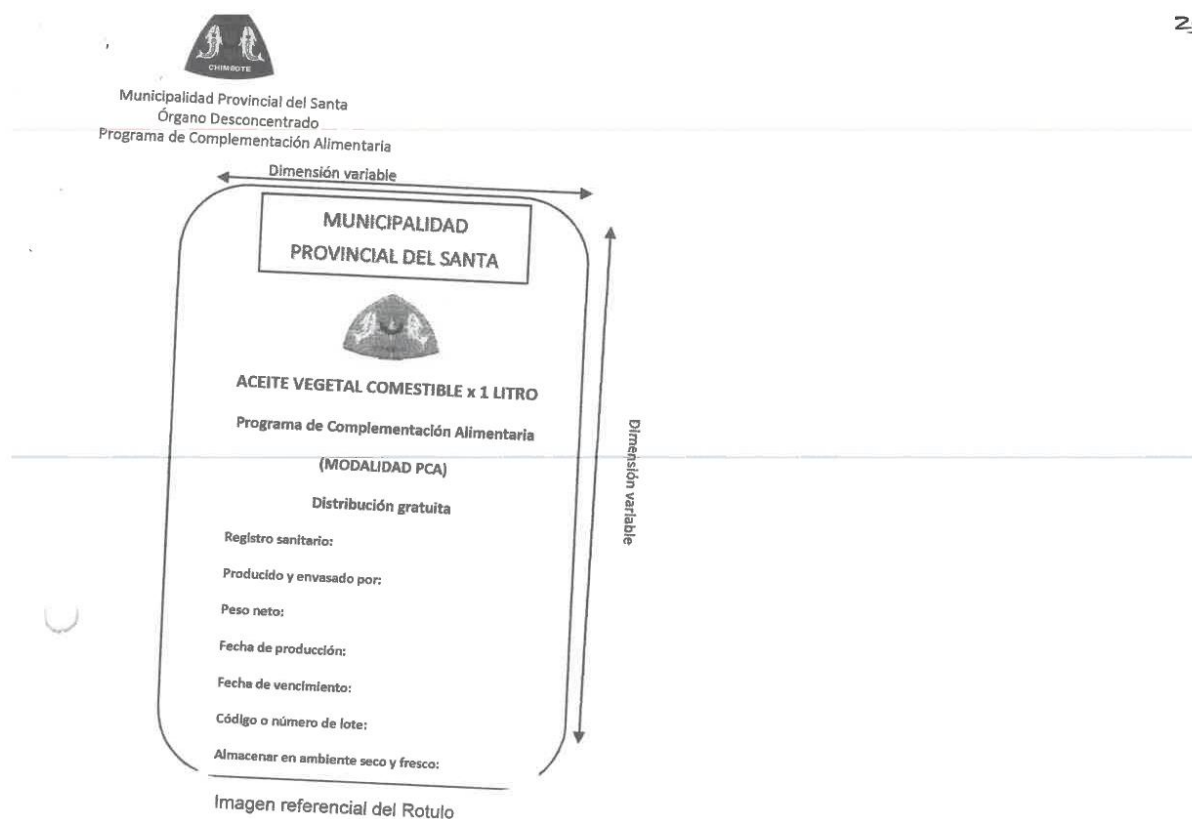 CHIMBOTE
Municipalidad Provincial del Santa
Órgano Desconcentrado
Programa de Complementación Alimentaria
Dimensión variable
MUNICIPALIDAD
PROVINCIAL DEL SANTA
ACEITE VEGETAL COMESTIBLE x 1 LITRO
Programa de Complementación Alimentaria
(MODALIDAD PCA)
Distribución gratuita
Dimensión variable
Registro sanitario:
Producido y envasado por:
Peso neto:
Fecha de producción:
Fecha de vencimiento:
Código o número de lote:
Almacenar en ambiente seco y fresco:
Imagen referencial del Rotulo